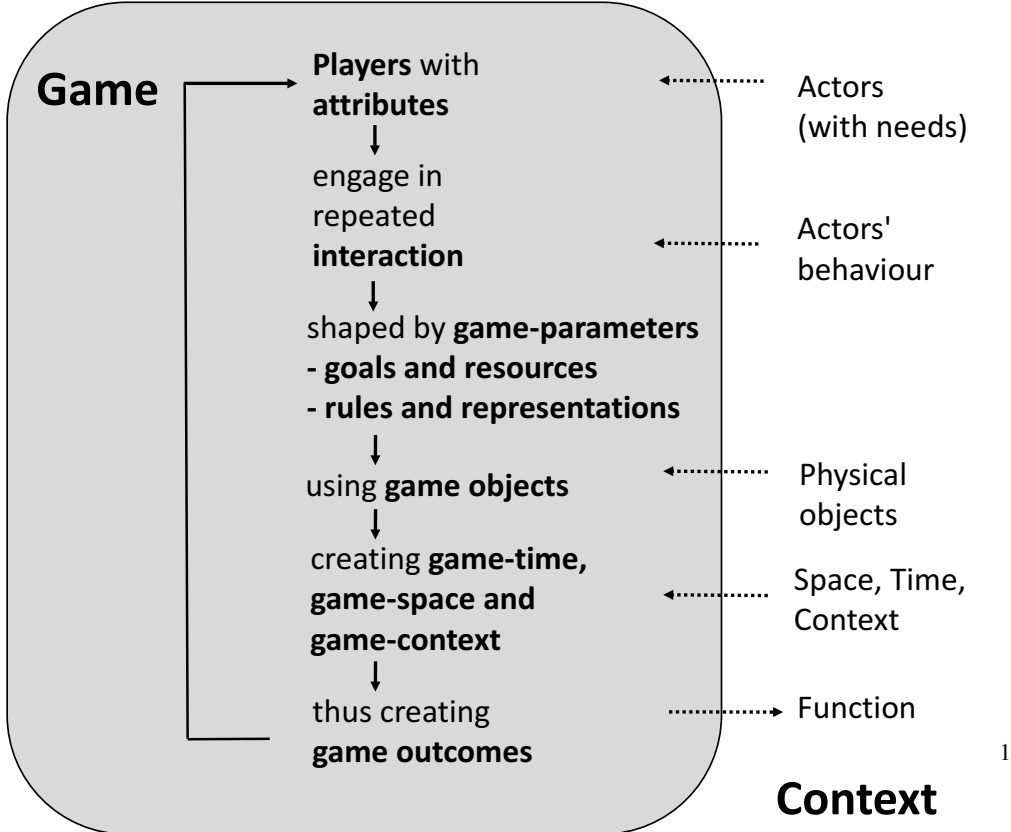 Game
Players with
attributes
engage in
repeated
interaction
shaped by game-parameters
- goals and resources
- rules and representations
using game objects
creating game-time,
game-space and
game-context
thus creating
game outcomes
Actors
(with needs)
Actors'
behaviour
Physical
objects
Space, Time,
Context
Function
1
Context